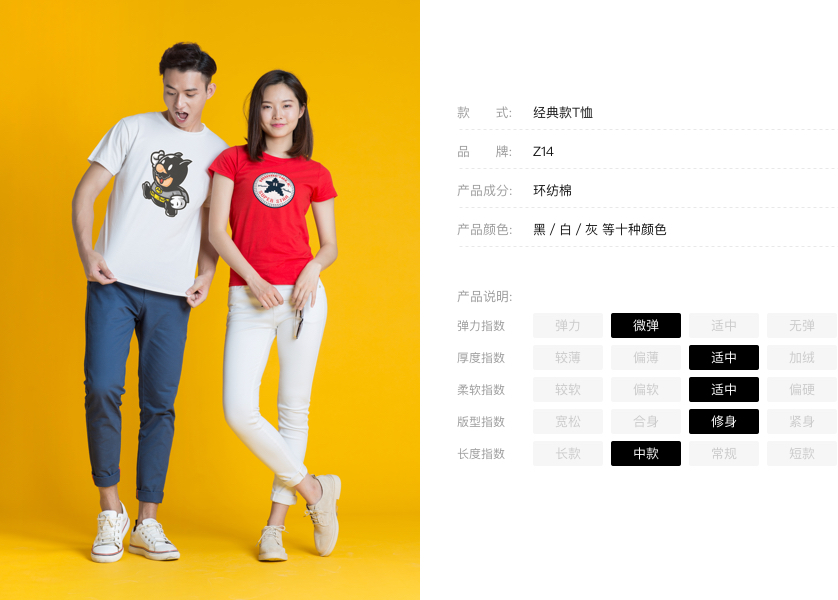 SUPER STAR
款 式: 经典款T恤
品 牌: Z14
产品成分: 环纺棉
产品颜色: 黑 / 白 / 灰 等十种颜色
产品说明:
弹力指数 弹力 微弹 适中 无弹
厚度指数 较薄 偏薄 适中 加绒
柔软指数 较软 偏软 适中 偏硬
版型指数 宽松 合身 修身 紧身
长度指数 长款 中款 常规 短款